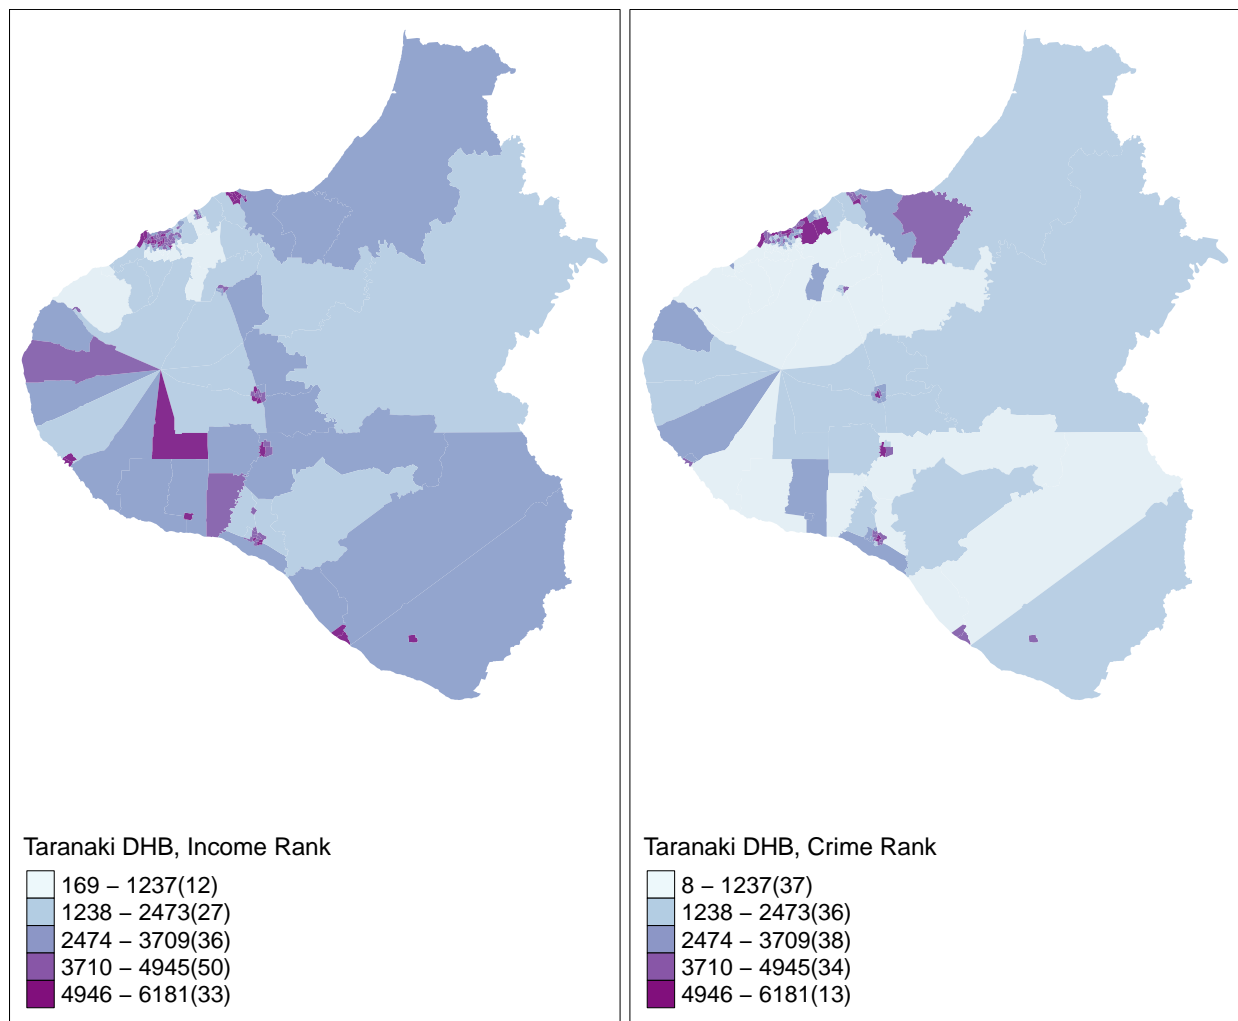 Taranaki DHB, Income Rank
169 − 1237(12)
1238 − 2473(27)
2474 − 3709(36)
3710 − 4945(50)
4946 − 6181(33)
Taranaki DHB, Crime Rank
8 − 1237(37)
1238 − 2473(36)
2474 − 3709(38)
3710 − 4945(34)
4946 − 6181(13)